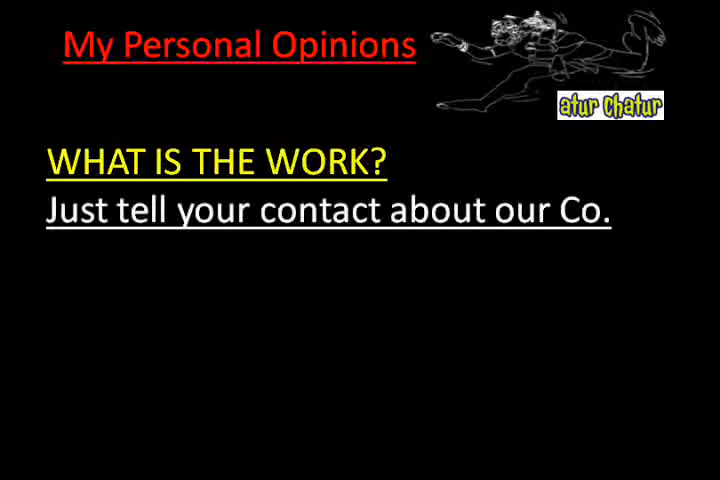 My Personal Opinions
atur Chatur
WHAT IS THE WORK?
Just tell your contact about our Co.